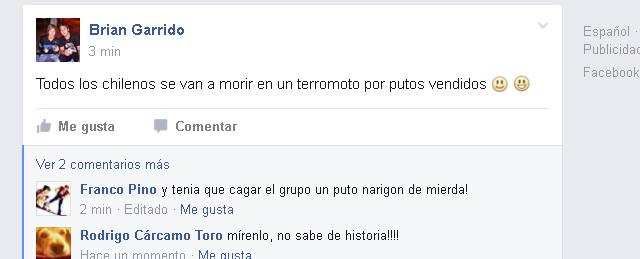 Brian Garrido
3 min
Todos los chilenos se van a morir en un terromoto por putos vendidos
Me gusta Comentar
Ver 2 comentarios más
Franco Pino y tenia que cagar el grupo un puto narigon de mierda!
2 min · Editado · Me gusta
Rodrigo Cárcamo Toro mírenlo, no sabe de historia!!!!
Hace un momento · Me gusta
Español ·
Publicidad
Facebook